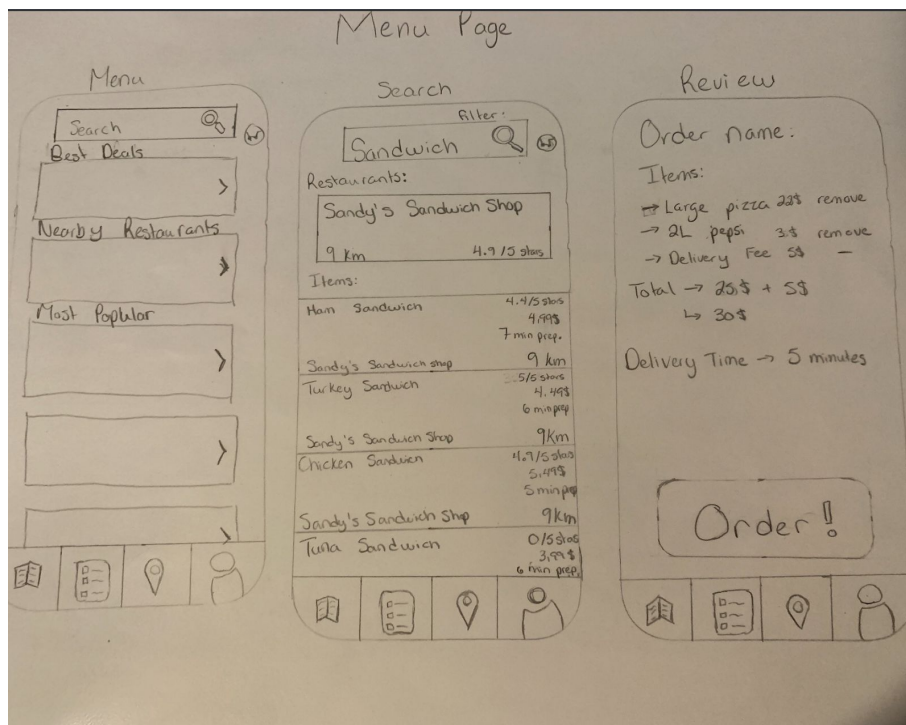 Menu Page
Menu
Search
Best Deals
Nearby Restaurants
Most Poplular
Search
filter:
Sandwich
Restaurants:
Sandy's Sandwich Shop
9 km
4.9/5 stars
Items:
Ham Sandwich
4.4/5 stars
4,99$
7 min prep.
Sandy's Sandwich shop
9 km
Turkey Sandwich
5/5 stars
4.49$
6 min prep
Sandy's Sandwich Shop
9km
Chicken Sandwich
4.9/5 stars
5,49$
5 min prep
Sandy's Sandwich Shop
9km
Tuna Sandwich
0/5 stars
3,99$
6 min prep.
Review
Order name:
Items:
→ Large pizza 22$ remove
→ 2L pepsi 3$ remove
→ Delivery Fee 5$ —
Total → 25$ + 5$
↳ 30$
Delivery Time → 5 minutes
Order!